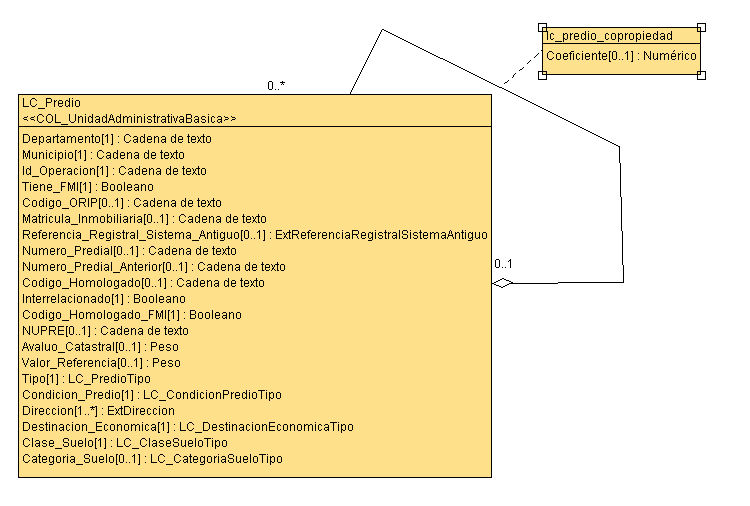 lc_predio_copropiedad
Coeficiente[0..1] : Numérico
0..*
LC_Predio
<<COL_UnidadAdministrativaBasica>>
Departamento[1] : Cadena de texto
Municipio[1] : Cadena de texto
Id_Operacion[1] : Cadena de texto
Tiene_FMI[1] : Booleano
Codigo_ORIP[0..1] : Cadena de texto
Matricula_Inmobiliaria[0..1] : Cadena de texto
Referencia_Registral_Sistema_Antiguo[0..1] : ExtReferenciaRegistralSistemaAntiguo
Numero_Predial[0..1] : Cadena de texto
Numero_Predial_Anterior[0..1] : Cadena de texto
Codigo_Homologado[0..1] : Cadena de texto
Interrelacionado[1] : Booleano
Codigo_Homologado_FMI[1] : Booleano
NUPRE[0..1] : Cadena de texto
Avaluo_Catastral[0..1] : Peso
Valor_Referencia[0..1] : Peso
Tipo[1] : LC_PredioTipo
Condicion_Predio[1] : LC_CondicionPredioTipo
Direccion[1..*] : ExtDireccion
Destinacion_Economica[1] : LC_DestinacionEconomicaTipo
Clase_Suelo[1] : LC_ClaseSueloTipo
Categoria_Suelo[0..1] : LC_CategoriaSueloTipo
0..1